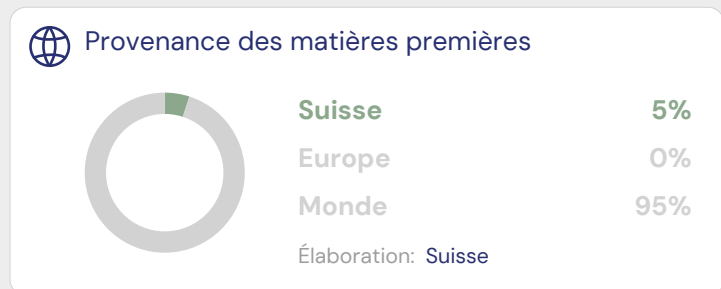 Provenance des matières premières
Suisse 5%
Europe 0%
Monde 95%
Élaboration: Suisse